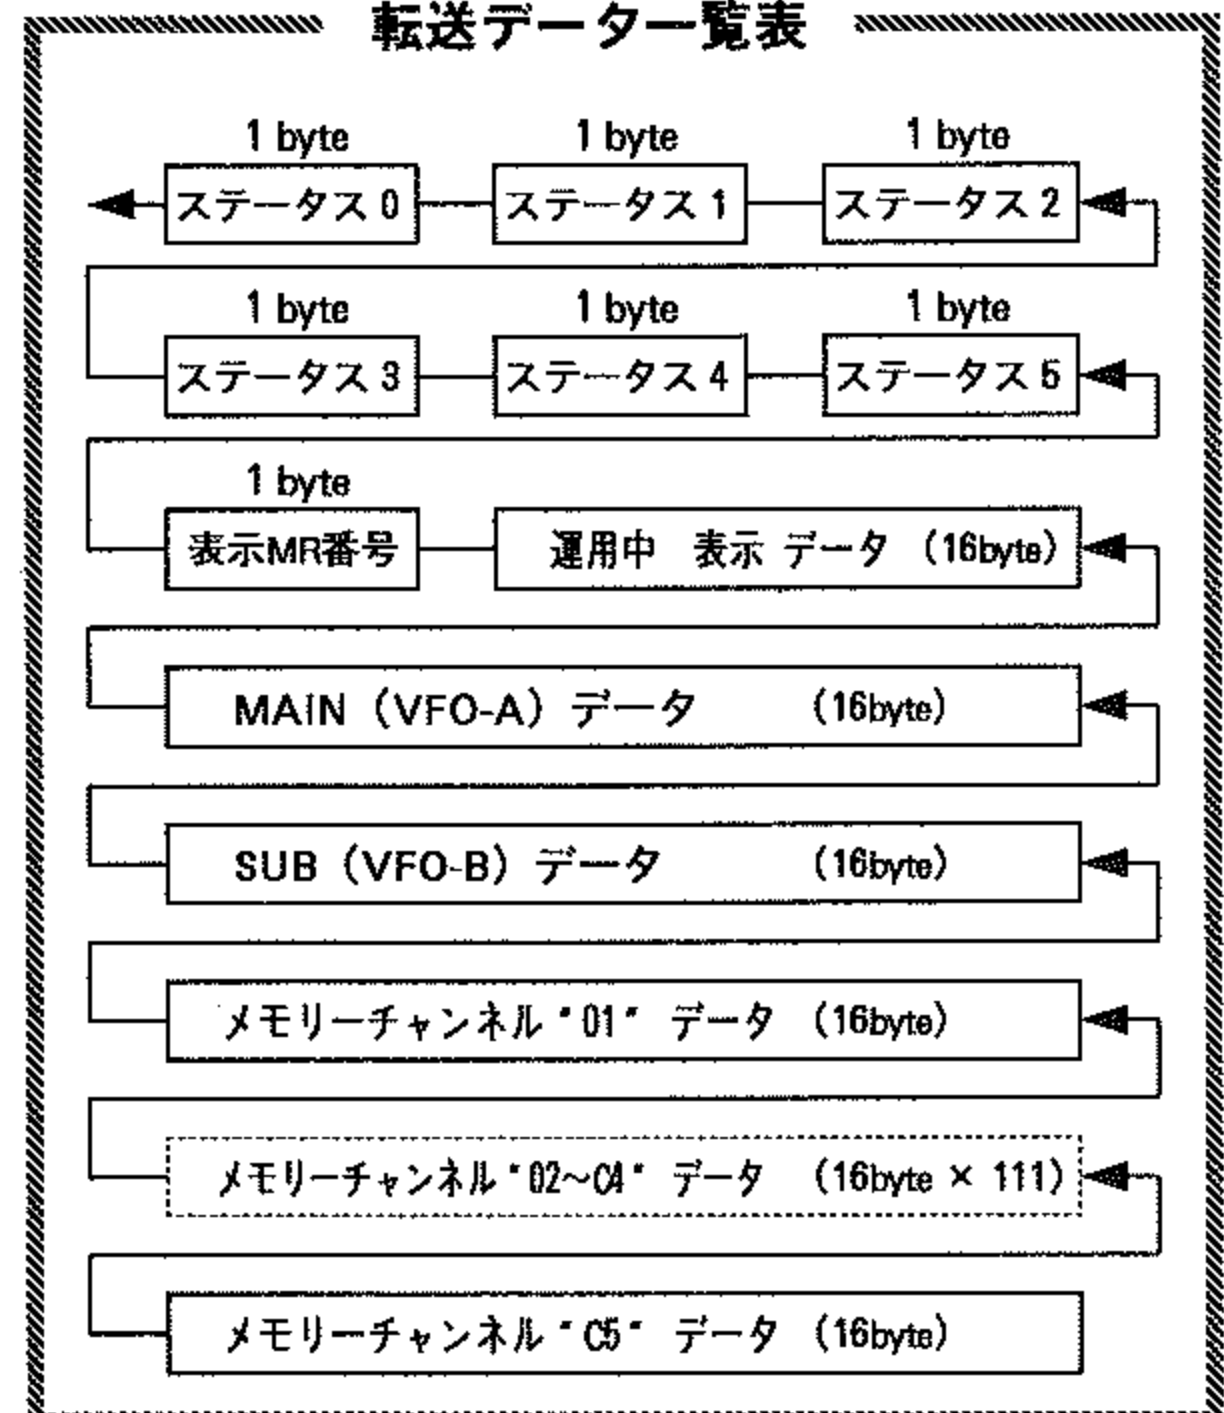 転送データ一覧表
1 byte 1 byte 1 byte
ステータス 0 ステータス 1 ステータス 2
1 byte 1 byte 1 byte
ステータス 3 ステータス 4 ステータス 5
1 byte
表示MR番号 運用中 表示 データ (16byte)
MAIN (VFO-A) データ (16byte)
SUB (VFO-B) データ (16byte)
メモリーチャンネル "01" データ (16byte)
メモリーチャンネル "02～C4" データ (16byte × 111)
メモリーチャンネル "C5" データ (16byte)